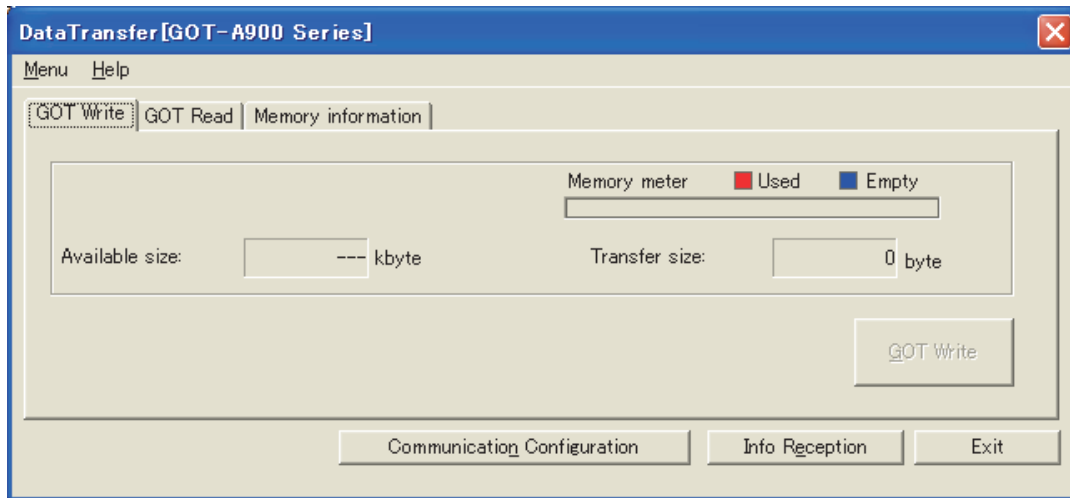 DataTransfer[GOT-A900 Series]
Menu Help
GOT Write GOT Read Memory information
Memory meter Used Empty
Available size: --- kbyte Transfer size: 0 byte
GOT Write
Communication Configuration Info Reception Exit